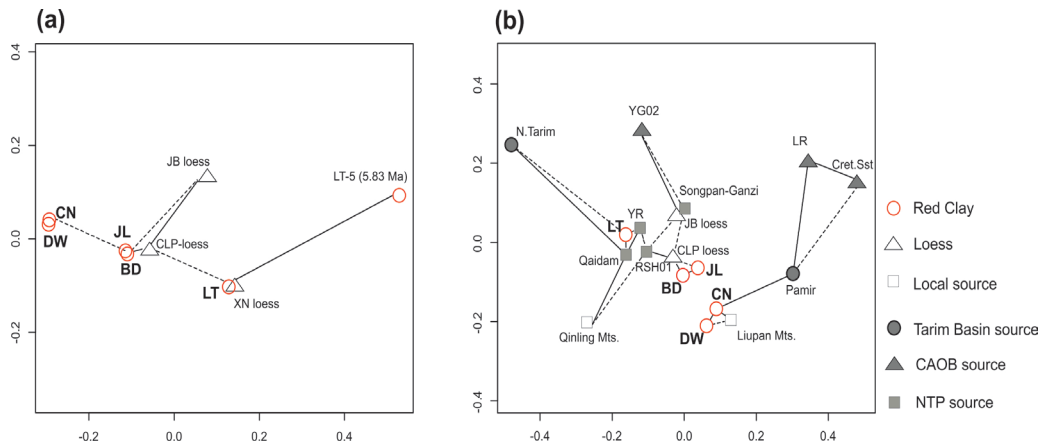 (a)
0.4
0.2
0.0
-0.2
-0.2
0.0
0.2
0.4
JB loess
LT-5 (5.83 Ma)
CN
DW
JL
CLP-loess
BD
LT
XN loess
(b)
0.4
0.2
0.0
-0.2
-0.4
-0.4
-0.2
0.0
0.2
0.4
YG02
N.Tarim
LR
Cret.Sst
Songpan-Ganzi
YR
LT
JB loess
Qaidam
RSH01
CLP loess
JL
BD
Pamir
CN
DW
Liupan Mts.
Qinling Mts.
Red Clay
Loess
Local source
Tarim Basin source
CAOB source
NTP source